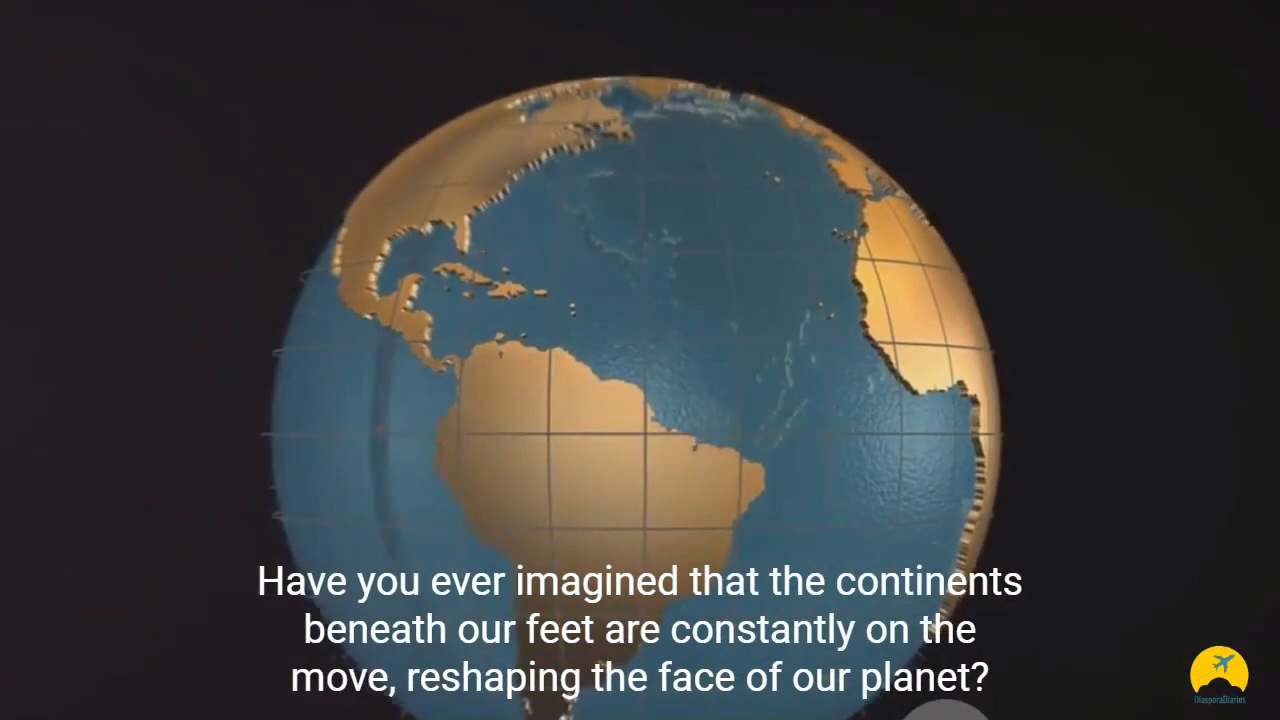 Have you ever imagined that the continents
beneath our feet are constantly on the
move, reshaping the face of our planet?
DiasporaDiaries